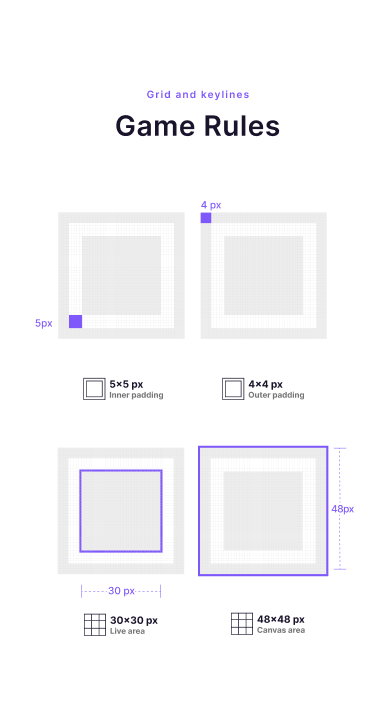 Grid and keylines
Game Rules
4 px
5px
5×5 px
Inner padding
4×4 px
Outer padding
48px
30 px
30×30 px
Live area
48×48 px
Canvas area